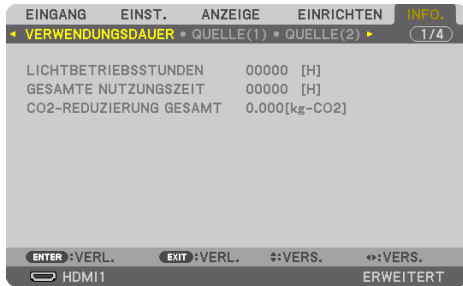 EINGANG EINST. ANZEIGE EINRICHTEN INFO.
VERWENDUNGSDAUER • QUELLE(1) • QUELLE(2) 1/4
LICHTBETRIEBSSTUNDEN 00000 [H]
GESAMTE NUTZUNGSZEIT 00000 [H]
CO2-REDUZIERUNG GESAMT 0.000[kg-CO2]
ENTER :VERL. EXIT :VERL. :VERS. :VERS.
HDMI1 ERWEITERT